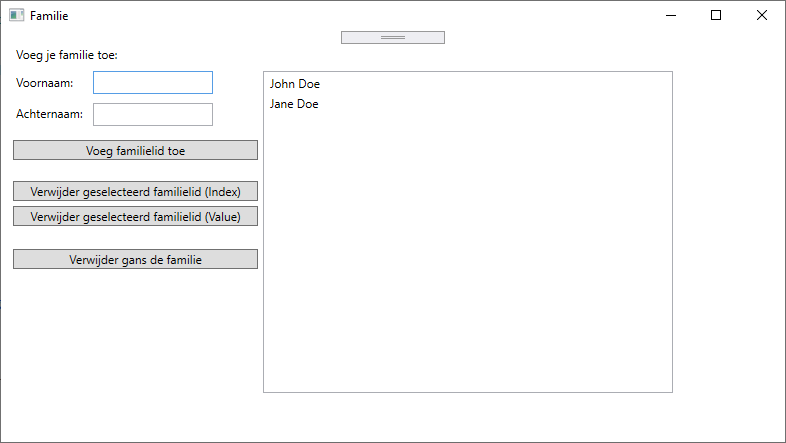 Familie
Voeg je familie toe:
Voornaam:
Achternaam:
John Doe
Jane Doe
Voeg familielid toe
Verwijder geselecteerd familielid (Index)
Verwijder geselecteerd familielid (Value)
Verwijder gans de familie